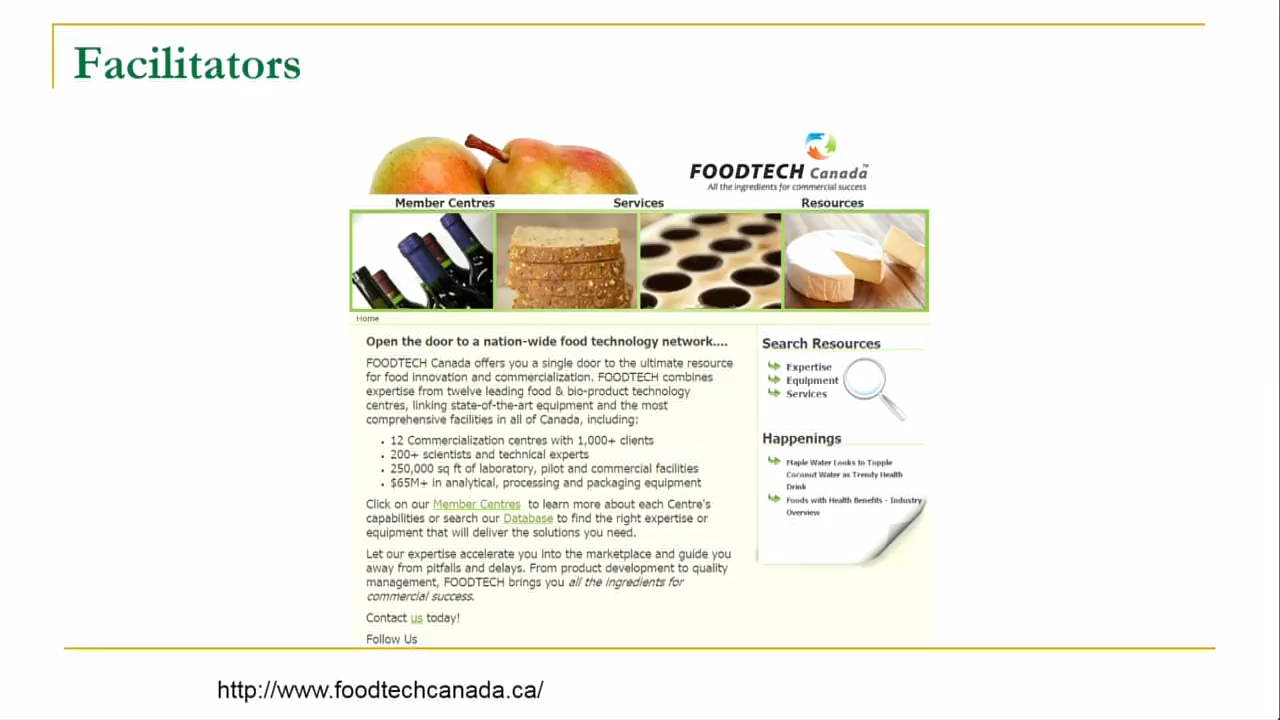 Facilitators
FOODTECH Canada™
All the ingredients for commercial success
Member Centres Services Resources
Home
Open the door to a nation-wide food technology network....
FOODTECH Canada offers you a single door to the ultimate resource
for food innovation and commercialization. FOODTECH combines
expertise from twelve leading food & bio-product technology
centres, linking state-of-the-art equipment and the most
comprehensive facilities in all of Canada, including:
• 12 Commercialization centres with 1,000+ clients
• 200+ scientists and technical experts
• 250,000 sq ft of laboratory, pilot and commercial facilities
• $65M+ in analytical, processing and packaging equipment
Click on our Member Centres to learn more about each Centre's
capabilities or search our Database to find the right expertise or
equipment that will deliver the solutions you need.
Let our expertise accelerate you into the marketplace and guide you
away from pitfalls and delays. From product development to quality
management, FOODTECH brings you all the ingredients for
commercial success.
Contact us today!
Follow Us
Search Resources
Expertise
Equipment
Services
Happenings
Maple Water Looks to Topple
Coconut Water as Trendy Health
Drink
Foods with Health Benefits - Industry
Overview
http://www.foodtechcanada.ca/